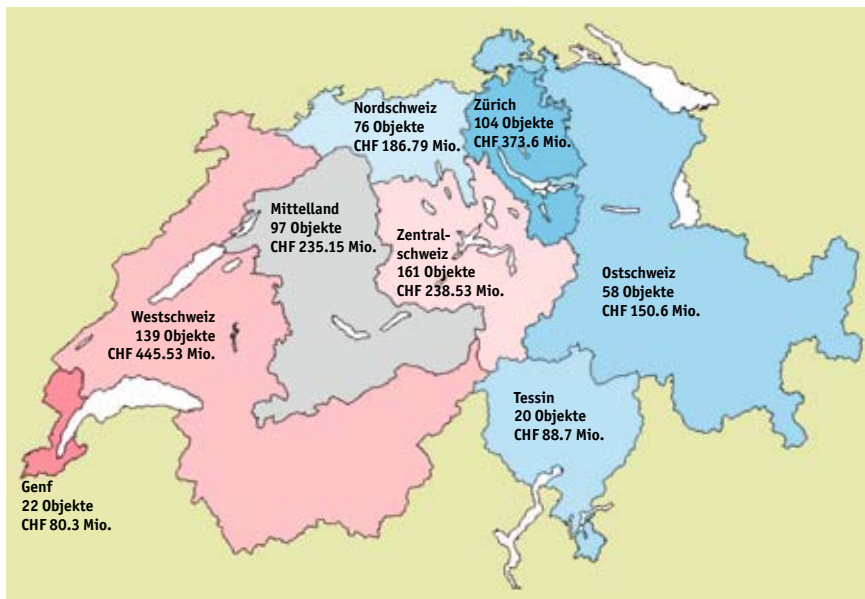 Nordschweiz
76 Objekte
CHF 186.79 Mio.
Zürich
104 Objekte
CHF 373.6 Mio.
Mittelland
97 Objekte
CHF 235.15 Mio.
Zentral-
schweiz
161 Objekte
CHF 238.53 Mio.
Ostschweiz
58 Objekte
CHF 150.6 Mio.
Westschweiz
139 Objekte
CHF 445.53 Mio.
Tessin
20 Objekte
CHF 88.7 Mio.
Genf
22 Objekte
CHF 80.3 Mio.